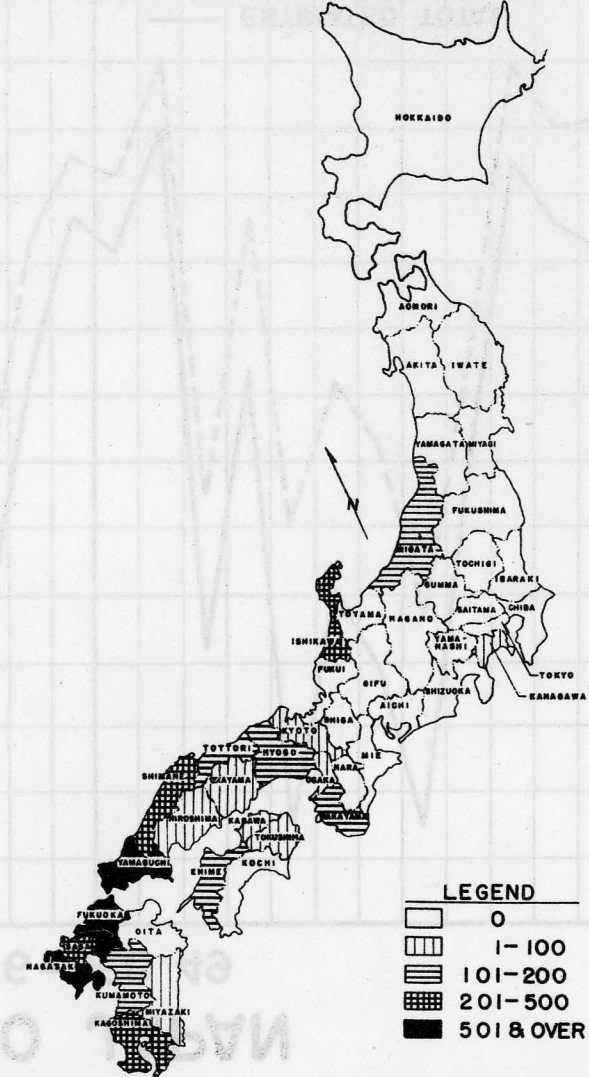 HOKKAIDO
AOMORI
AKITA IWATE
YAMAGATA MIYAGI
N
FUKUSHIMA
NIIGATA
TOCHIGI
IBARAKI
GUMMA
TOYAMA
NAGANO
SAITAMA
CHIBA
ISHIKAWA
YAMA
NASHI
FUKUI
TOKYO
GIFU
SHIZUOKA
KANAGAWA
AICHI
SHIGA
KYOTO
TOTTORI
HYOGO
MIE
NARA
SHIMANE
OKAYAMA
OSAKA
HIROSHIMA
KAGAWA
WAKAYAMA
TOKUSHIMA
YAMAGUCHI
EHIME
KOCHI
FUKUOKA
OITA
SAGA
NAGASAKI
KUMAMOTO
MIYAZAKI
KAGOSHIMA
LEGEND
0
1-100
101-200
201-500
501 & OVER